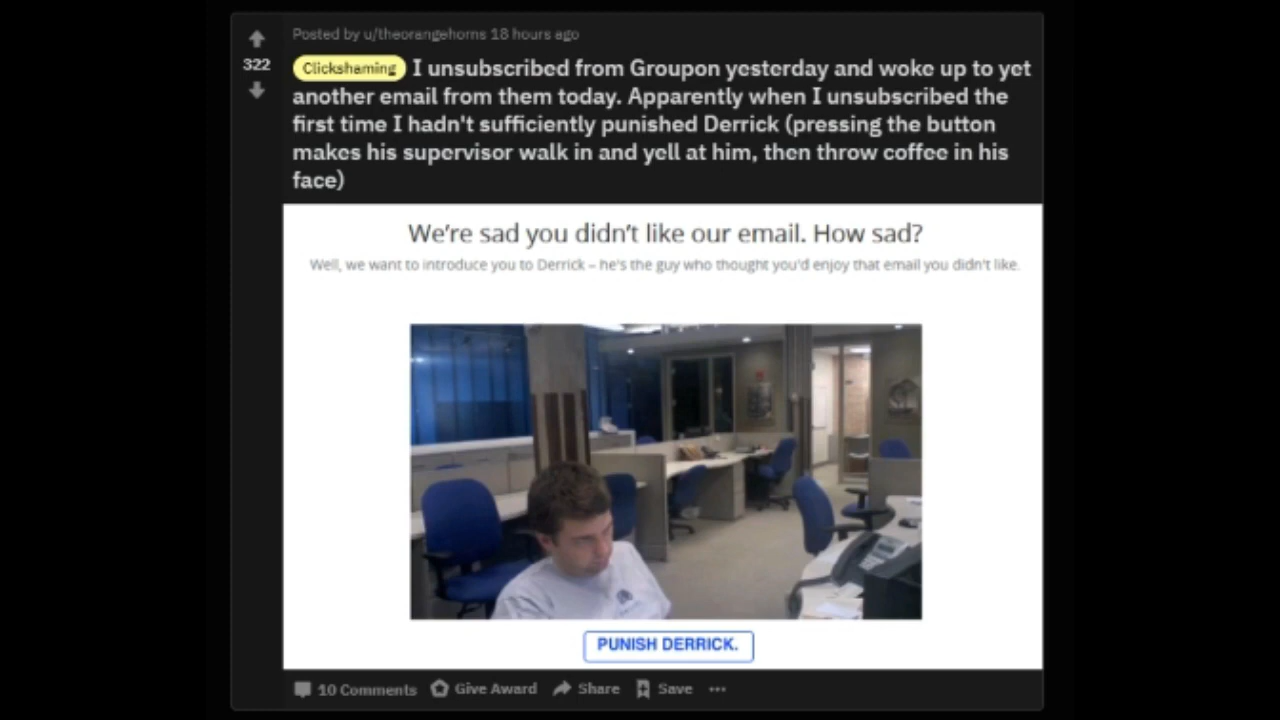 Posted by u/theorangehorns 18 hours ago
322
Clickshaming I unsubscribed from Groupon yesterday and woke up to yet
another email from them today. Apparently when I unsubscribed the
first time I hadn't sufficiently punished Derrick (pressing the button
makes his supervisor walk in and yell at him, then throw coffee in his
face)
We're sad you didn't like our email. How sad?
Well, we want to introduce you to Derrick – he's the guy who thought you'd enjoy that email you didn't like.
PUNISH DERRICK.
10 Comments Give Award Share Save ···